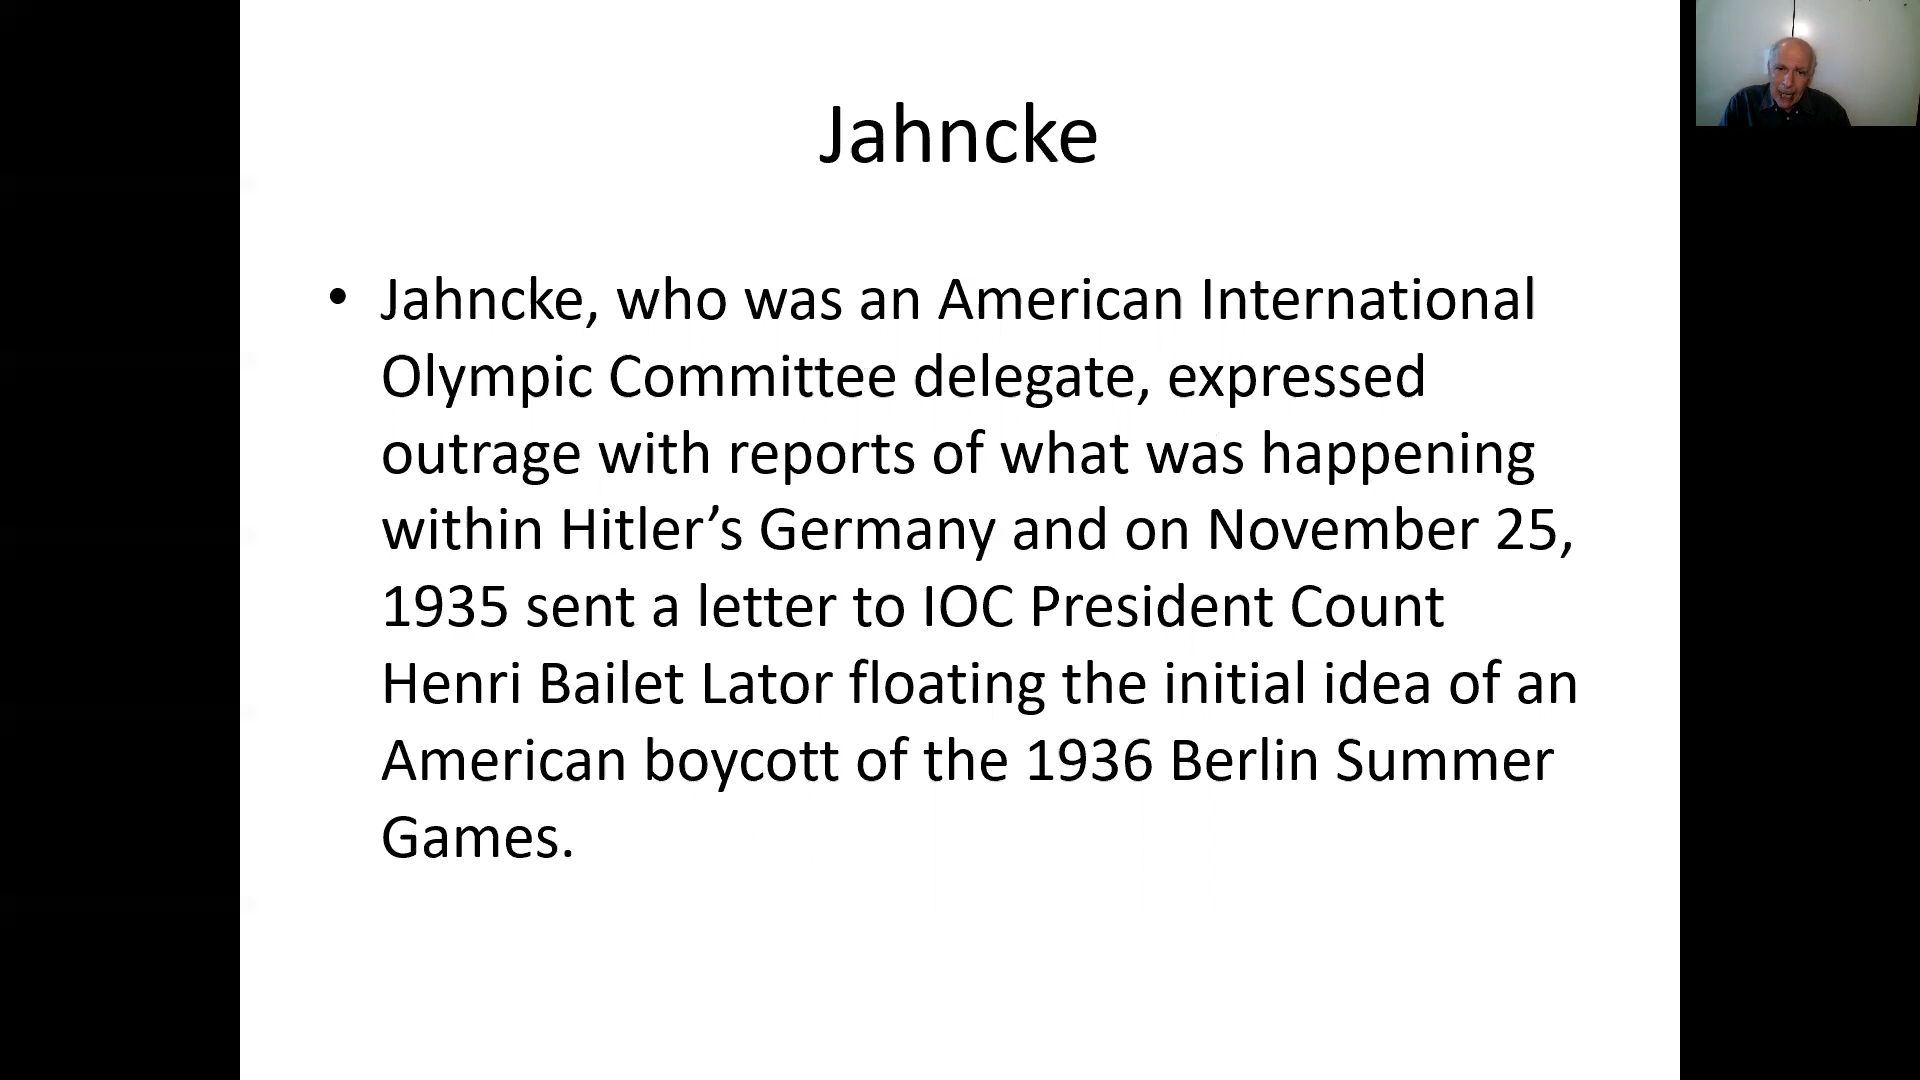 Jahncke
• Jahncke, who was an American International
Olympic Committee delegate, expressed
outrage with reports of what was happening
within Hitler’s Germany and on November 25,
1935 sent a letter to IOC President Count
Henri Bailet Lator floating the initial idea of an
American boycott of the 1936 Berlin Summer
Games.